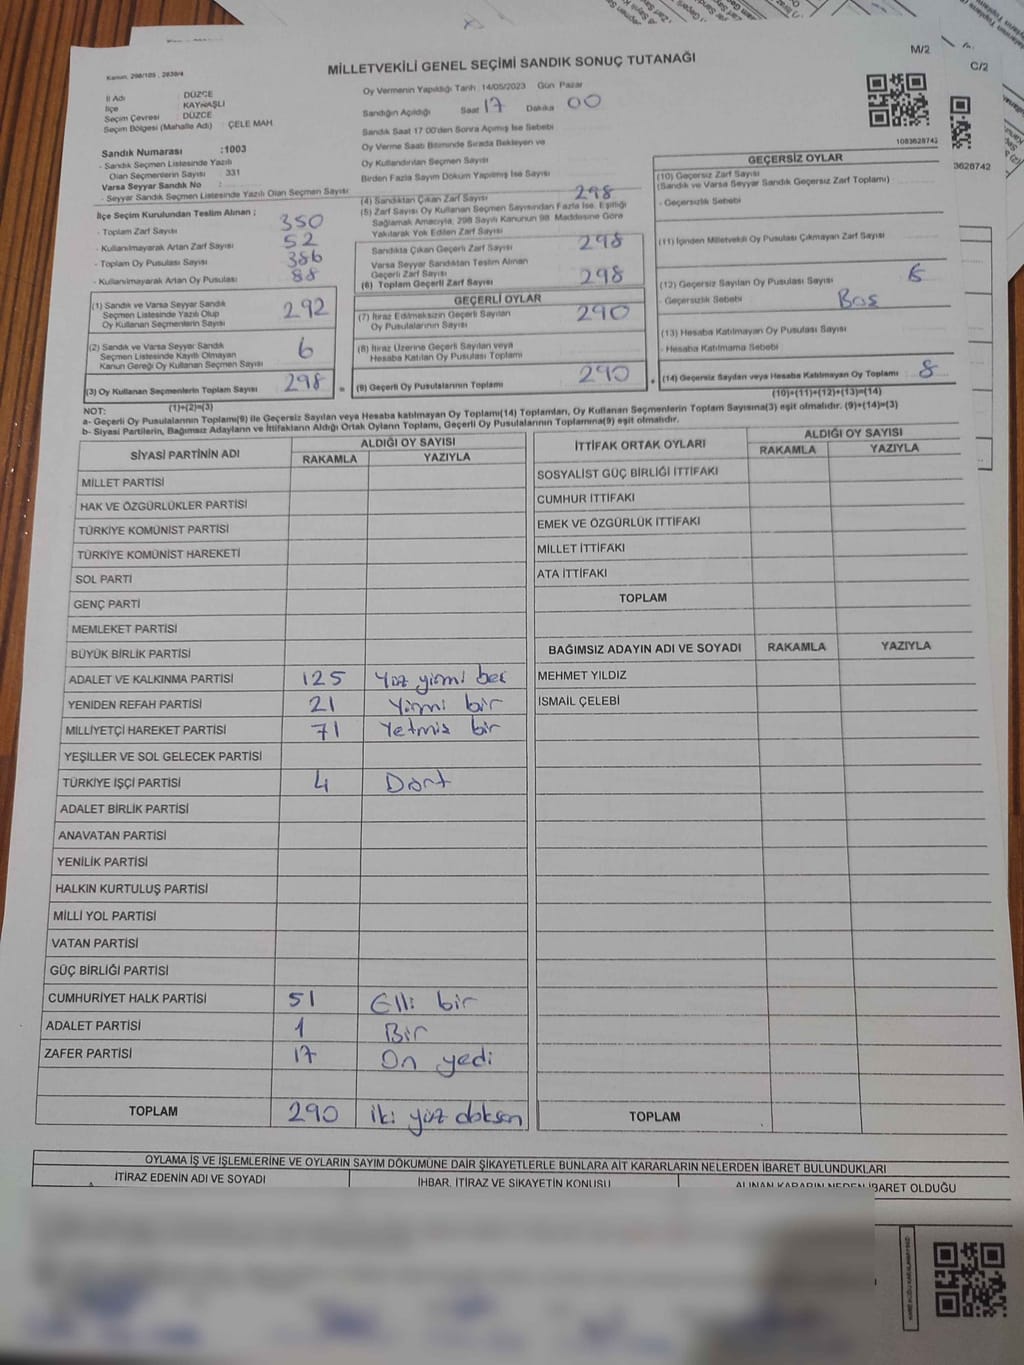 M/2
C/2
MİLLETVEKİLİ GENEL SEÇİMİ SANDIK SONUÇ TUTANAĞI
Kanun: 298/105 , 2839/4
İl Adı : DÜZCE
İlçe : KAYNAŞLI
Seçim Çevresi : DÜZCE
Seçim Bölgesi (Mahalle Adı) : ÇELE MAH.
Oy Vermenin Yapıldığı Tarih :14/05/2023 Gün :Pazar
Sandığın Açıldığı Saat 17 Dakika 00
Sandık Saat 17:00'den Sonra Açımış İse Sebebi
Oy Verme Saati Bitiminde Sırada Bekleyen ve
Oy Kullandırılan Seçmen Sayısı
Birden Fazla Sayım Döküm Yapılmış İse Sayısı
1083628742
3628742
Sandık Numarası :1003
- Sandık Seçmen Listesinde Yazılı
Olan Seçmenlerin Sayısı : 331
Varsa Seyyar Sandık No :
- Seyyar Sandık Seçmen Listesinde Yazılı Olan Seçmen Sayısı
İlçe Seçim Kurulundan Teslim Alınan ;
- Toplam Zarf Sayısı 350
- Kullanılmayarak Artan Zarf Sayısı 52
- Toplam Oy Pusulası Sayısı 386
- Kullanılmayarak Artan Oy Pusulası 88
(1) Sandık ve Varsa Seyyar Sandık
Seçmen Listesinde Yazılı Olup
Oy Kullanan Seçmenlerin Sayısı 292
(2) Sandık ve Varsa Seyyar Sandık
Seçmen Listesinde Kayıtlı Olmayan
Kanun Gereği Oy Kullanan Seçmen Sayısı 6
(3) Oy Kullanan Seçmenlerin Toplam Sayısı 298 =
(1)+(2)=(3)
(4) Sandıktan Çıkan Zarf Sayısı 298
(5) Zarf Sayısı Oy Kullanan Seçmen Sayısından Fazla İse, Eşitliği
Sağlamak Amacıyla, 298 Sayılı Kanunun 98. Maddesine Göre
Yakılarak Yok Edilen Zarf Sayısı
Sandıkta Çıkan Geçerli Zarf Sayısı 298
Varsa Seyyar Sandıktan Teslim Alınan
Geçerli Zarf Sayısı
(6) Toplam Geçerli Zarf Sayısı 298
GEÇERLİ OYLAR
(7) İtiraz Edilmeksizin Geçerli Sayılan
Oy Pusulalarının Sayısı 290
(8) İtiraz Üzerine Geçerli Sayılan veya
Hesaba Katılan Oy Pusulası Toplamı
(9) Geçerli Oy Pusulalarının Toplamı 290 +
GEÇERSİZ OYLAR
(10) Geçersiz Zarf Sayısı
(Sandık ve Varsa Seyyar Sandık Geçersiz Zarf Toplamı)
- Geçersizlik Sebebi
(11) İçinden Milletvekili Oy Pusulası Çıkmayan Zarf Sayısı
(12) Geçersiz Sayılan Oy Pusulası Sayısı
- Geçersizlik Sebebi Boş
(13) Hesaba Katılmayan Oy Pusulası Sayısı
- Hesaba Katılmama Sebebi
(14) Geçersiz Sayılan veya Hesaba Katılmayan Oy Toplamı 8
(10)+(11)+(12)+(13)=(14)
NOT:
a- Geçerli Oy Pusulalarının Toplamı(9) ile Geçersiz Sayılan veya Hesaba katılmayan Oy Toplamı(14) Toplamları, Oy Kullanan Seçmenlerin Toplam Sayısına(3) eşit olmalıdır. (9)+(14)=(3)
b- Siyasi Partilerin, Bağımsız Adayların ve İttifakların Aldığı Ortak Oyların Toplamı, Geçerli Oy Pusulalarının Toplamına(9) eşit olmalıdır.
SİYASİ PARTİNİN ADI
ALDIĞI OY SAYISI
RAKAMLA YAZIYLA
MİLLET PARTİSİ
HAK VE ÖZGÜRLÜKLER PARTİSİ
TÜRKİYE KOMÜNİST PARTİSİ
TÜRKİYE KOMÜNİST HAREKETİ
SOL PARTİ
GENÇ PARTİ
MEMLEKET PARTİSİ
BÜYÜK BİRLİK PARTİSİ
ADALET VE KALKINMA PARTİSİ 125 Yüz yirmi beş
YENİDEN REFAH PARTİSİ 21 Yirmi bir
MİLLİYETÇİ HAREKET PARTİSİ 71 Yetmiş bir
YEŞİLLER VE SOL GELECEK PARTİSİ
TÜRKİYE İŞÇİ PARTİSİ 4 Dört
ADALET BİRLİK PARTİSİ
ANAVATAN PARTİSİ
YENİLİK PARTİSİ
HALKIN KURTULUŞ PARTİSİ
MİLLİ YOL PARTİSİ
VATAN PARTİSİ
GÜÇ BİRLİĞİ PARTİSİ
CUMHURİYET HALK PARTİSİ 51 Elli bir
ADALET PARTİSİ 1 Bir
ZAFER PARTİSİ 17 On yedi
TOPLAM 290 iki yüz doksan
İTTİFAK ORTAK OYLARI
ALDIĞI OY SAYISI
RAKAMLA YAZIYLA
SOSYALİST GÜÇ BİRLİĞİ İTTİFAKI
CUMHUR İTTİFAKI
EMEK VE ÖZGÜRLÜK İTTİFAKI
MİLLET İTTİFAKI
ATA İTTİFAKI
TOPLAM
BAĞIMSIZ ADAYIN ADI VE SOYADI RAKAMLA YAZIYLA
MEHMET YILDIZ
İSMAİL ÇELEBİ
TOPLAM
OYLAMA İŞ VE İŞLEMLERİNE VE OYLARIN SAYIM DÖKÜMÜNE DAİR ŞİKAYETLERLE BUNLARA AİT KARARLARIN NELERDEN İBARET BULUNDUKLARI
İTİRAZ EDENİN ADI VE SOYADI İHBAR, İTİRAZ VE ŞİKAYETİN KONUSU ALINAN KARARIN NEDEN İBARET OLDUĞU